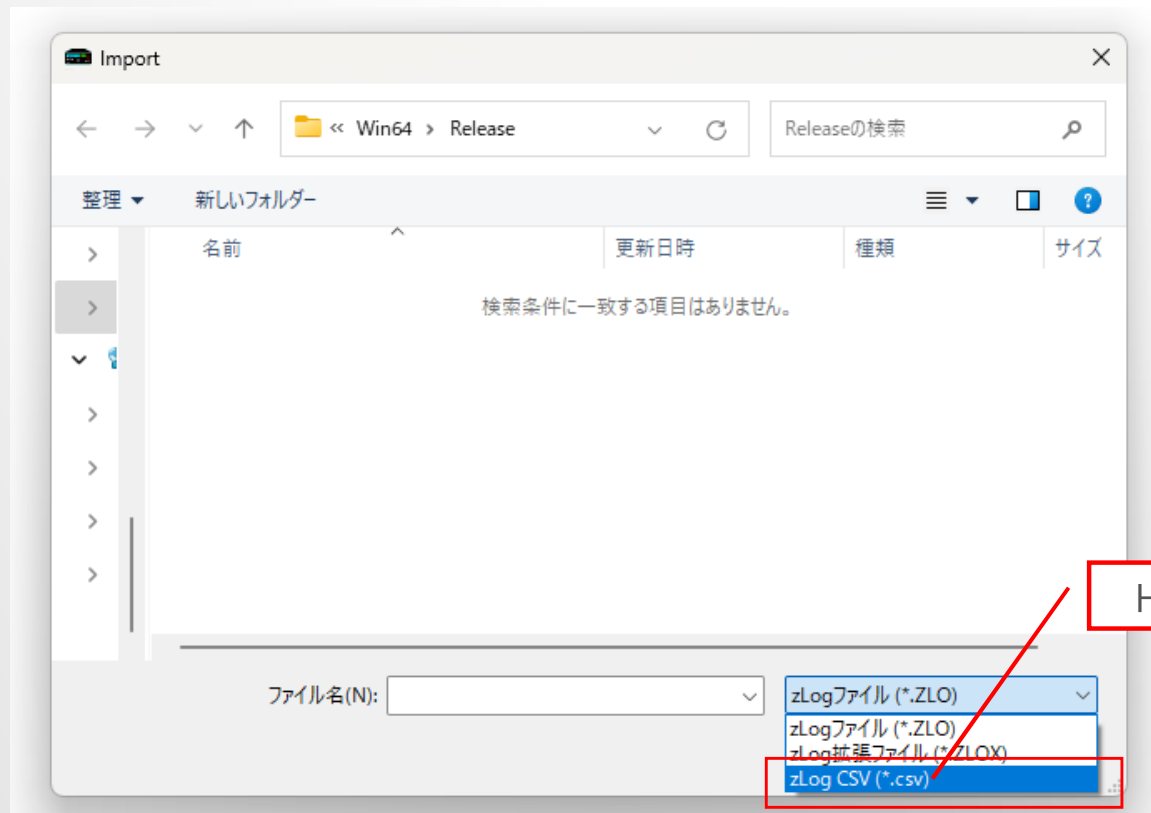 Import
« Win64 > Release
Releaseの検索
整理
新しいフォルダー
名前
更新日時
種類
サイズ
検索条件に一致する項目はありません。
H
ファイル名(N):
zLogファイル (*.ZLO)
zLogファイル (*.ZLO)
zLog拡張ファイル (*.ZLOX)
zLog CSV (*.csv)